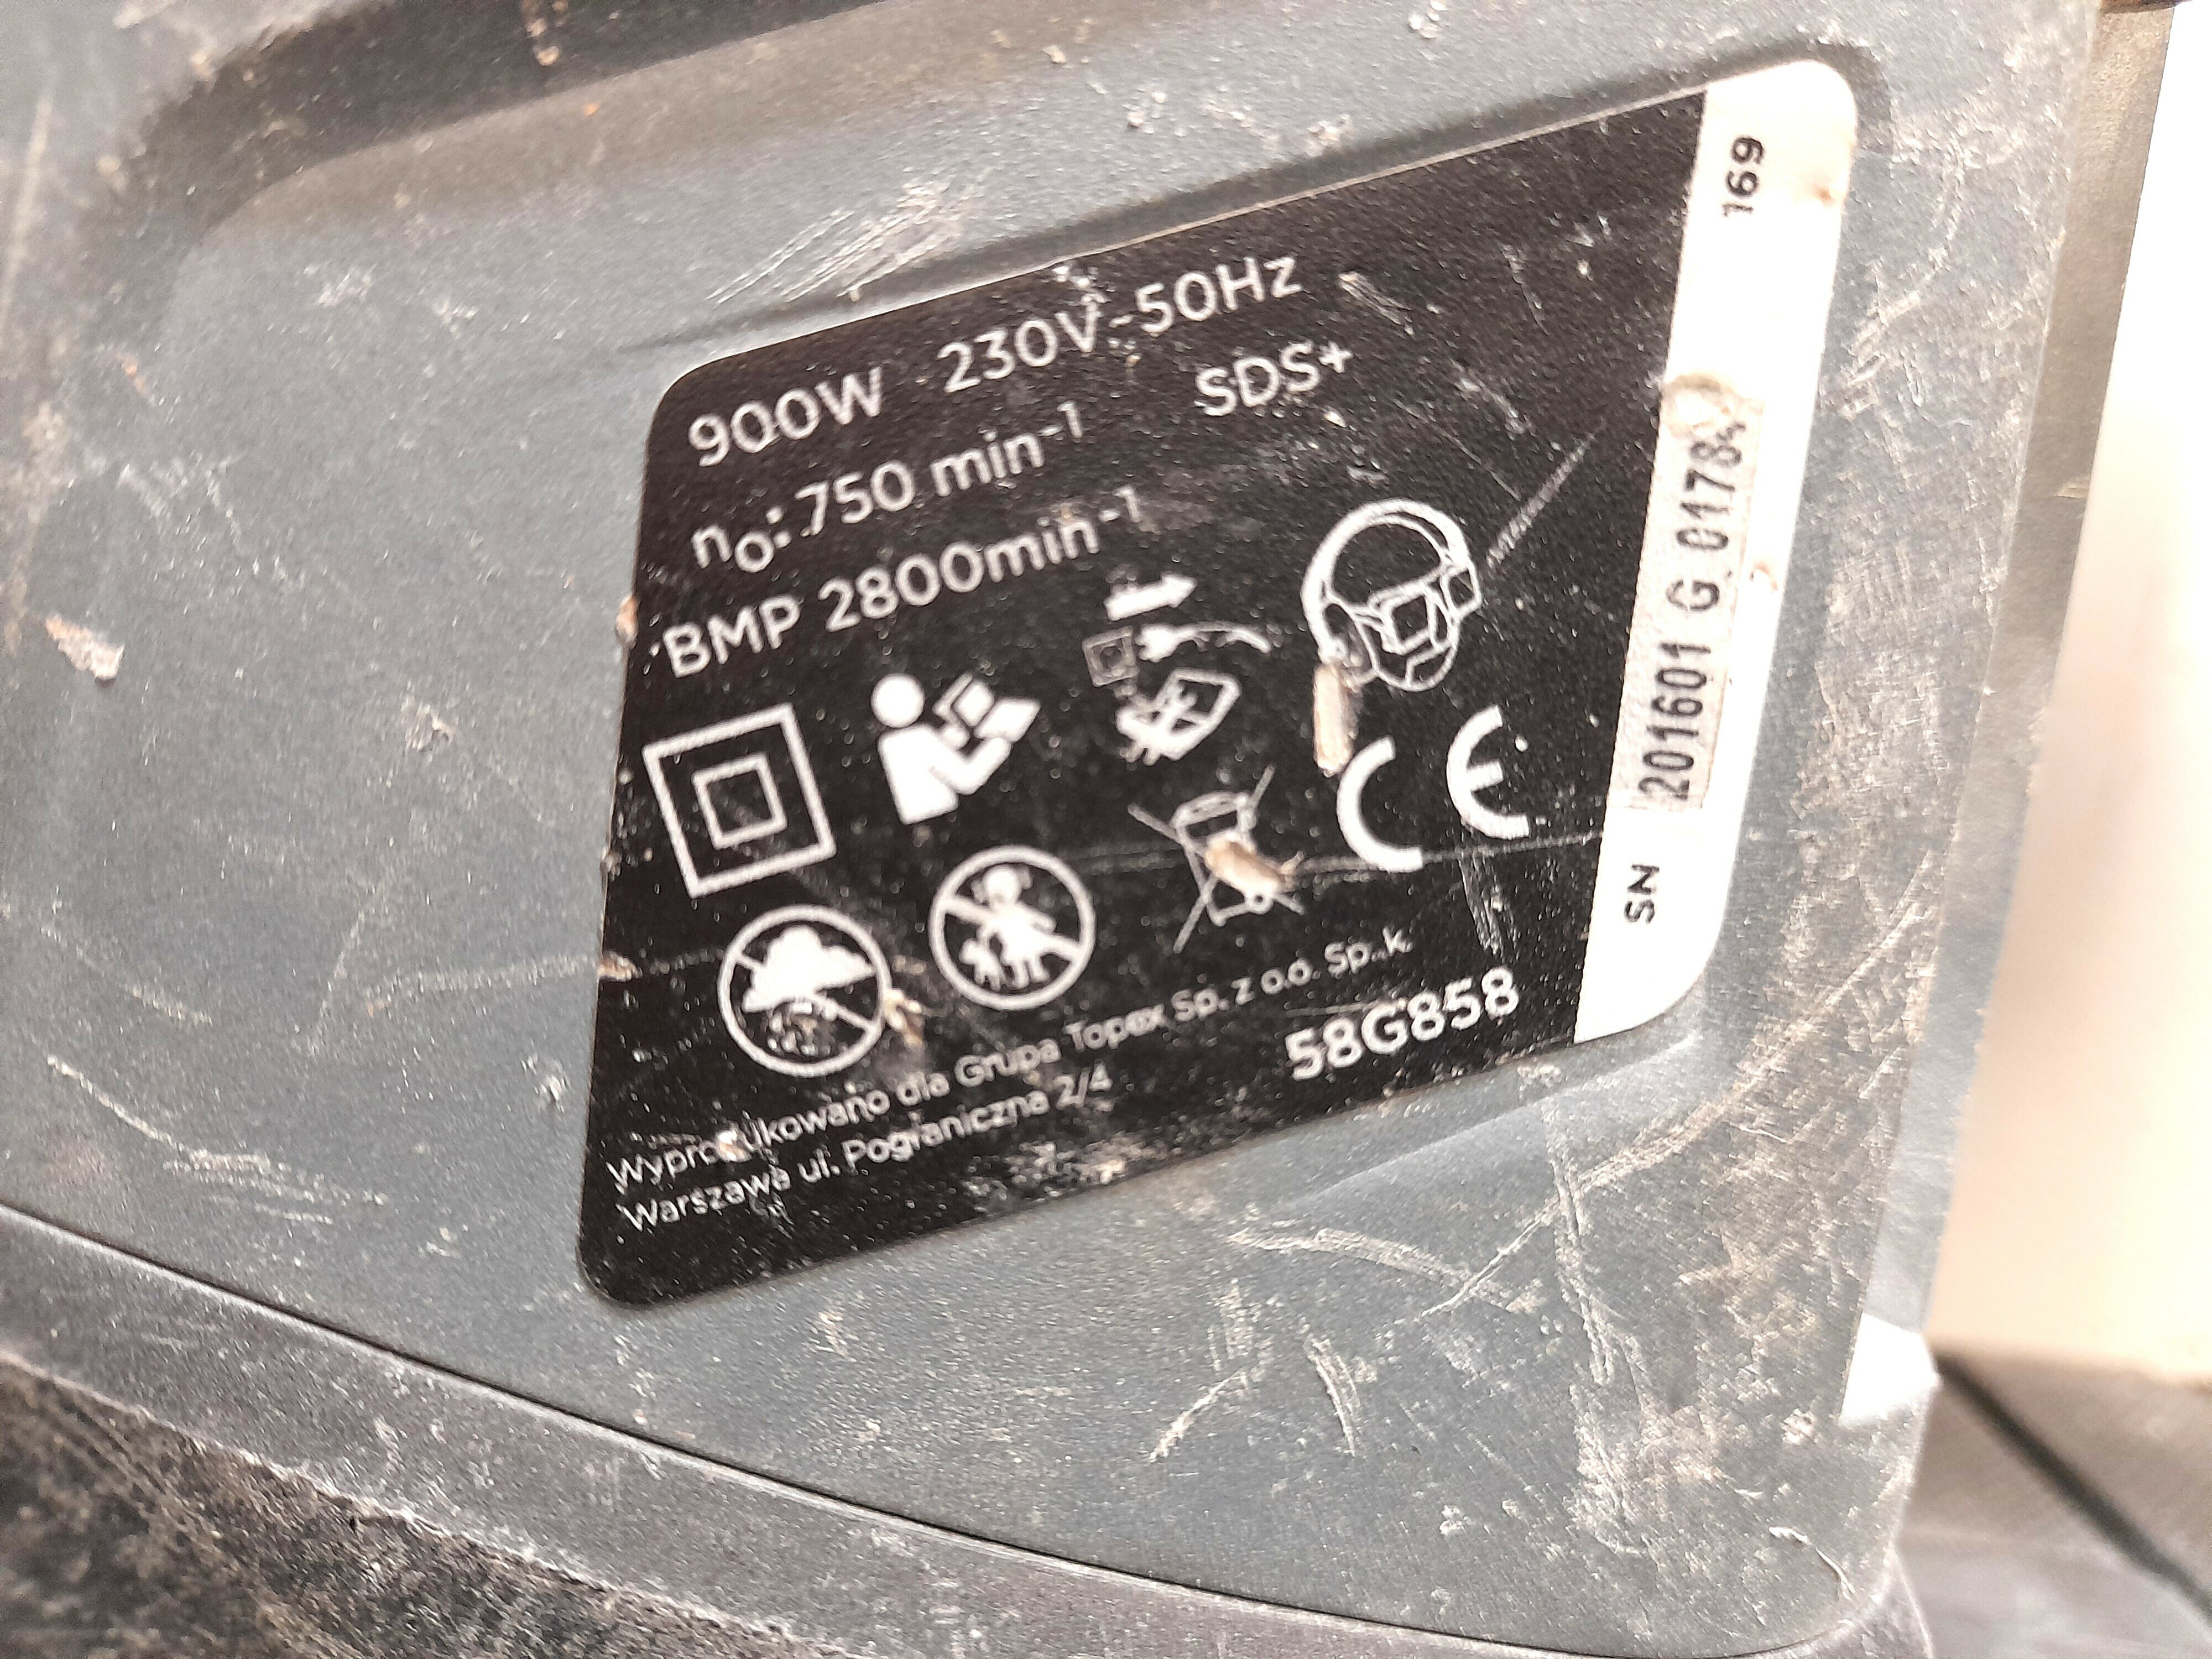 900W 230V~50Hz
n₀: 750 min⁻¹ SDS+
BMP 2800min⁻¹
CE
Wyprodukowano dla Grupa Topex Sp. z o.o. Sp. k.
Warszawa ul. Pograniczna 2/4
58G858
SN 201601 G 01784
169